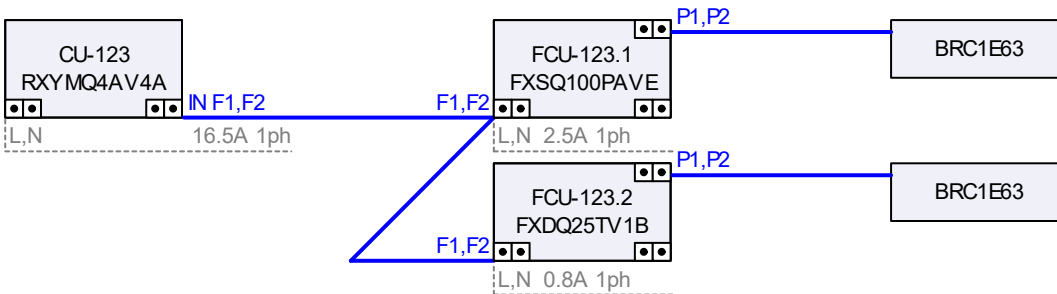 CU-123
RXYMQ4AV4A
IN F1,F2
L,N 16.5A 1ph
P1,P2
FCU-123.1
FXSQ100PAVE
F1,F2
L,N 2.5A 1ph
BRC1E63
P1,P2
FCU-123.2
FXDQ25TV1B
F1,F2
L,N 0.8A 1ph
BRC1E63